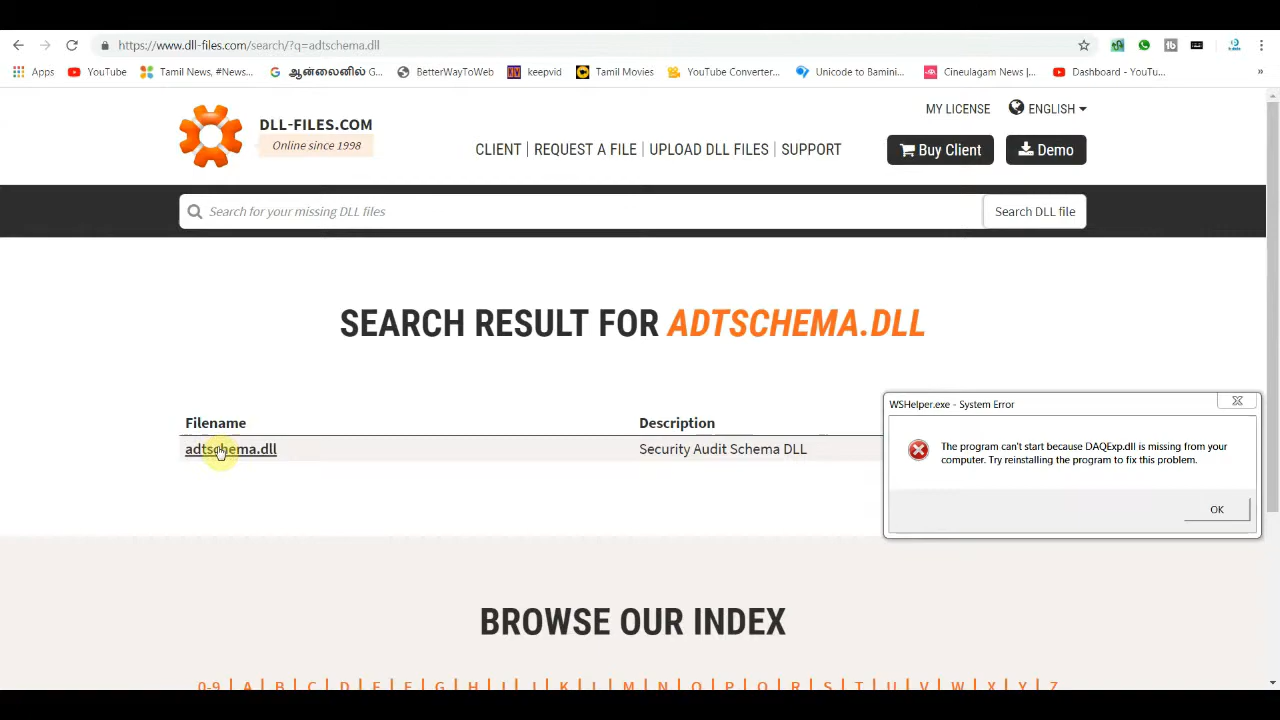 https://www.dll-files.com/search/?q=adtschema.dll
Apps YouTube Tamil News, #News... ஆன்லைனில் G... BetterWayToWeb keepvid Tamil Movies YouTube Converter... Unicode to Bamini... Cineulagam News |... Dashboard - YouTu... »
DLL-FILES.COM
Online since 1998
MY LICENSE ENGLISH
CLIENT | REQUEST A FILE | UPLOAD DLL FILES | SUPPORT
Buy Client Demo
Search for your missing DLL files Search DLL file
SEARCH RESULT FOR ADTSCHEMA.DLL
Filename Description
adtschema.dll Security Audit Schema DLL
WSHelper.exe - System Error
The program can't start because DAQExp.dll is missing from your
computer. Try reinstalling the program to fix this problem.
OK
BROWSE OUR INDEX
0-9 | A | B | C | D | E | F | G | H | I | J | K | L | M | N | O | P | Q | R | S | T | U | V | W | X | Y | Z